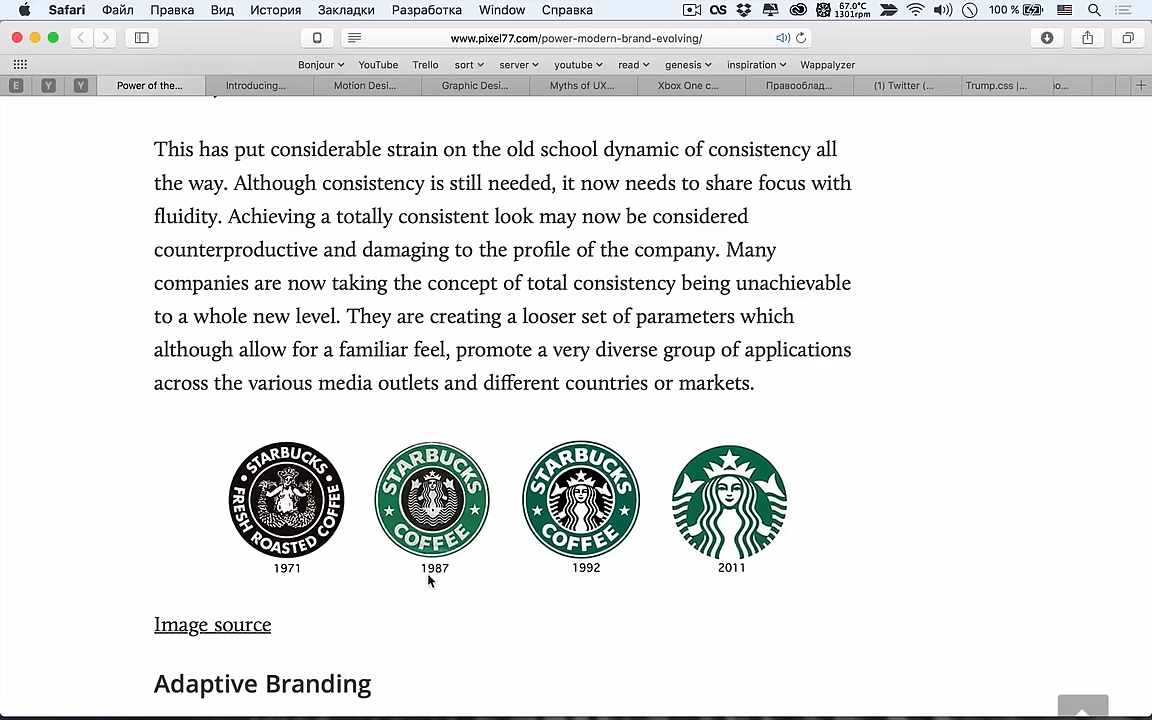 Safari Файл Правка Вид История Закладки Разработка Window Справка 67.0°C 1301rpm 100 %
www.pixel77.com/power-modern-brand-evolving/
Bonjour YouTube Trello sort server youtube read genesis inspiration Wappalyzer
E Y Y Power of the... Introducing... Motion Desi... Graphic Desi... Myths of UX... Xbox One c... Правооблад... (1) Twitter (... Trump.css |...
This has put considerable strain on the old school dynamic of consistency all
the way. Although consistency is still needed, it now needs to share focus with
fluidity. Achieving a totally consistent look may now be considered
counterproductive and damaging to the profile of the company. Many
companies are now taking the concept of total consistency being unachievable
to a whole new level. They are creating a looser set of parameters which
although allow for a familiar feel, promote a very diverse group of applications
across the various media outlets and different countries or markets.
STARBUCKS FRESH ROASTED COFFEE
STARBUCKS COFFEE
STARBUCKS COFFEE
1971 1987 1992 2011
Image source
Adaptive Branding